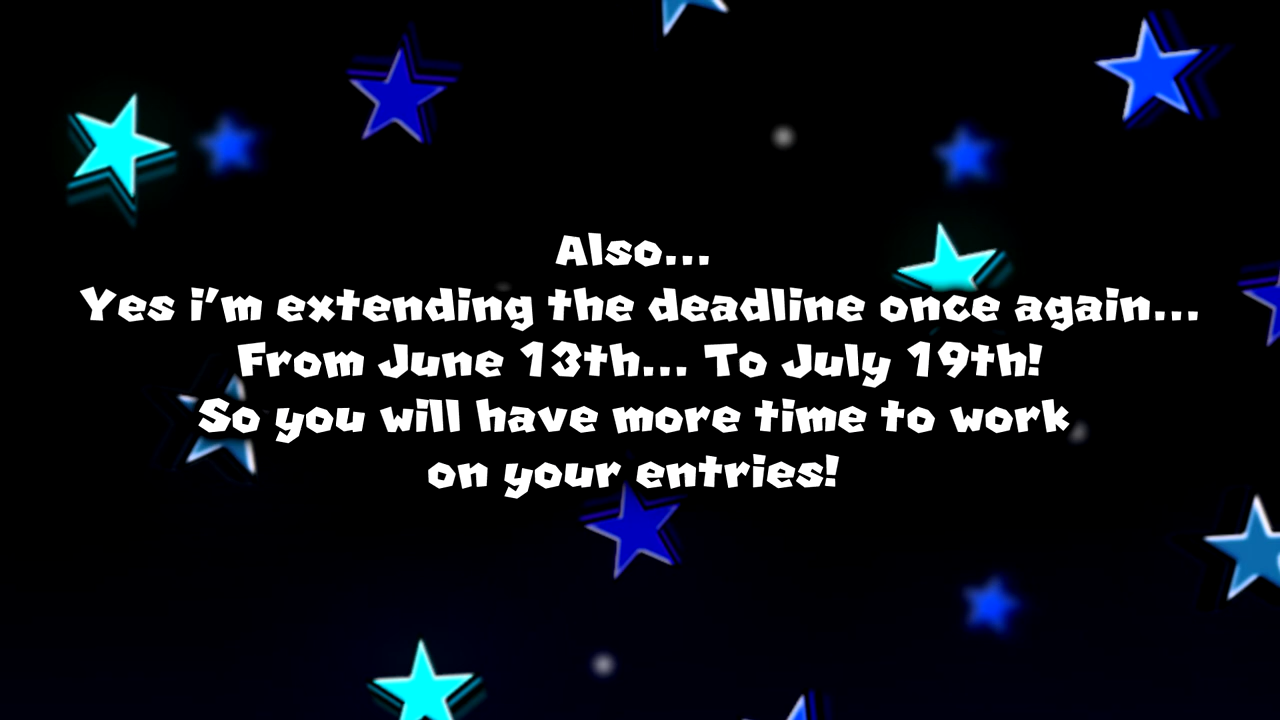 Also...
Yes i'm extending the deadline once again...
From June 13th... To July 19th!
So you will have more time to work
on your entries!